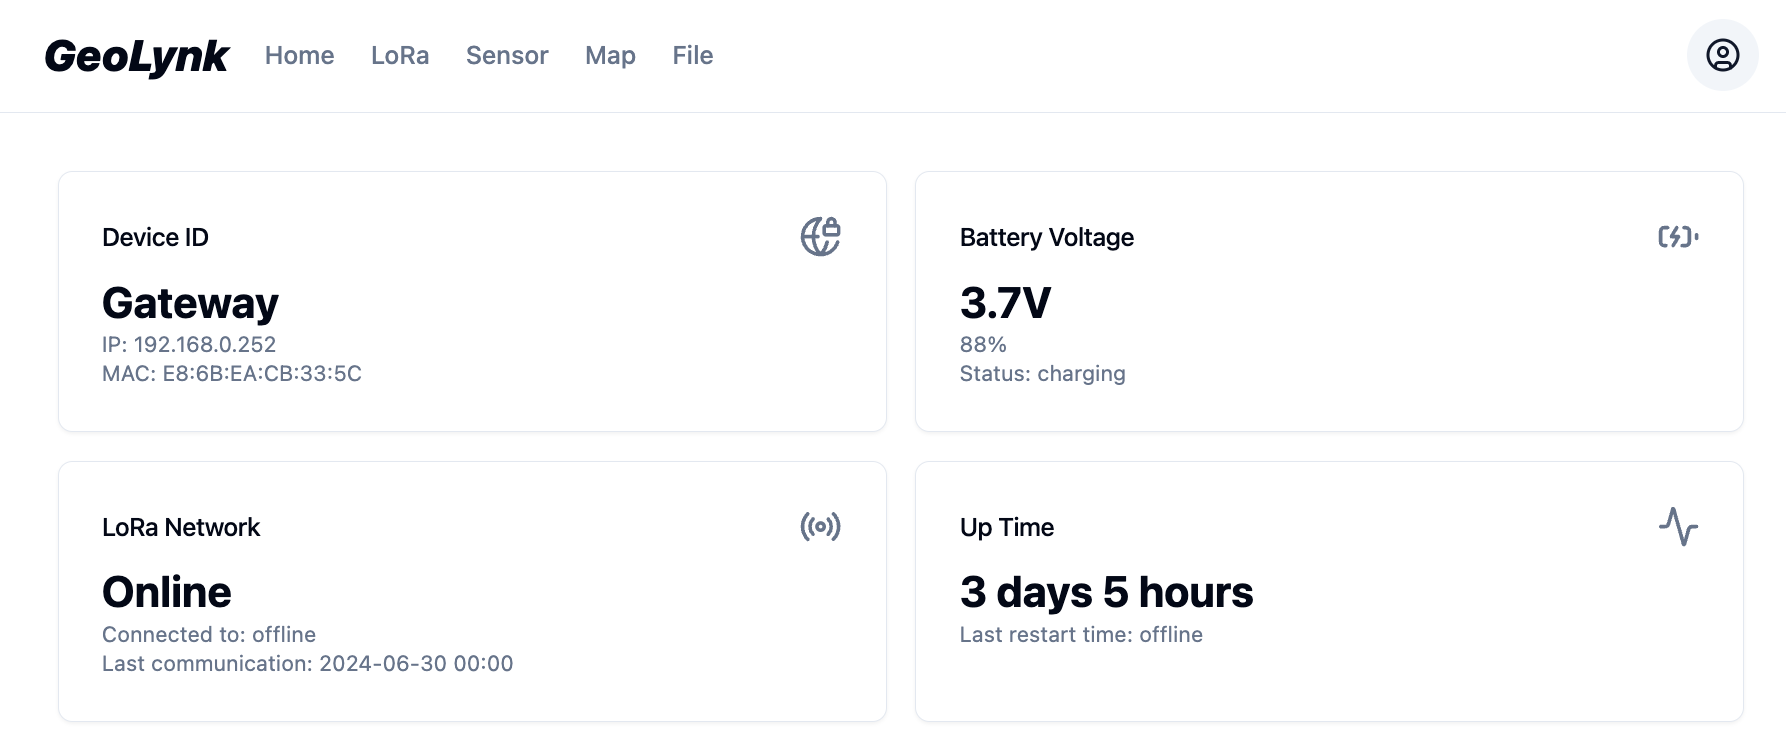 GeoLynk Home LoRa Sensor Map File
Device ID
Gateway
IP: 192.168.0.252
MAC: E8:6B:EA:CB:33:5C
Battery Voltage
3.7V
88%
Status: charging
LoRa Network
Online
Connected to: offline
Last communication: 2024-06-30 00:00
Up Time
3 days 5 hours
Last restart time: offline